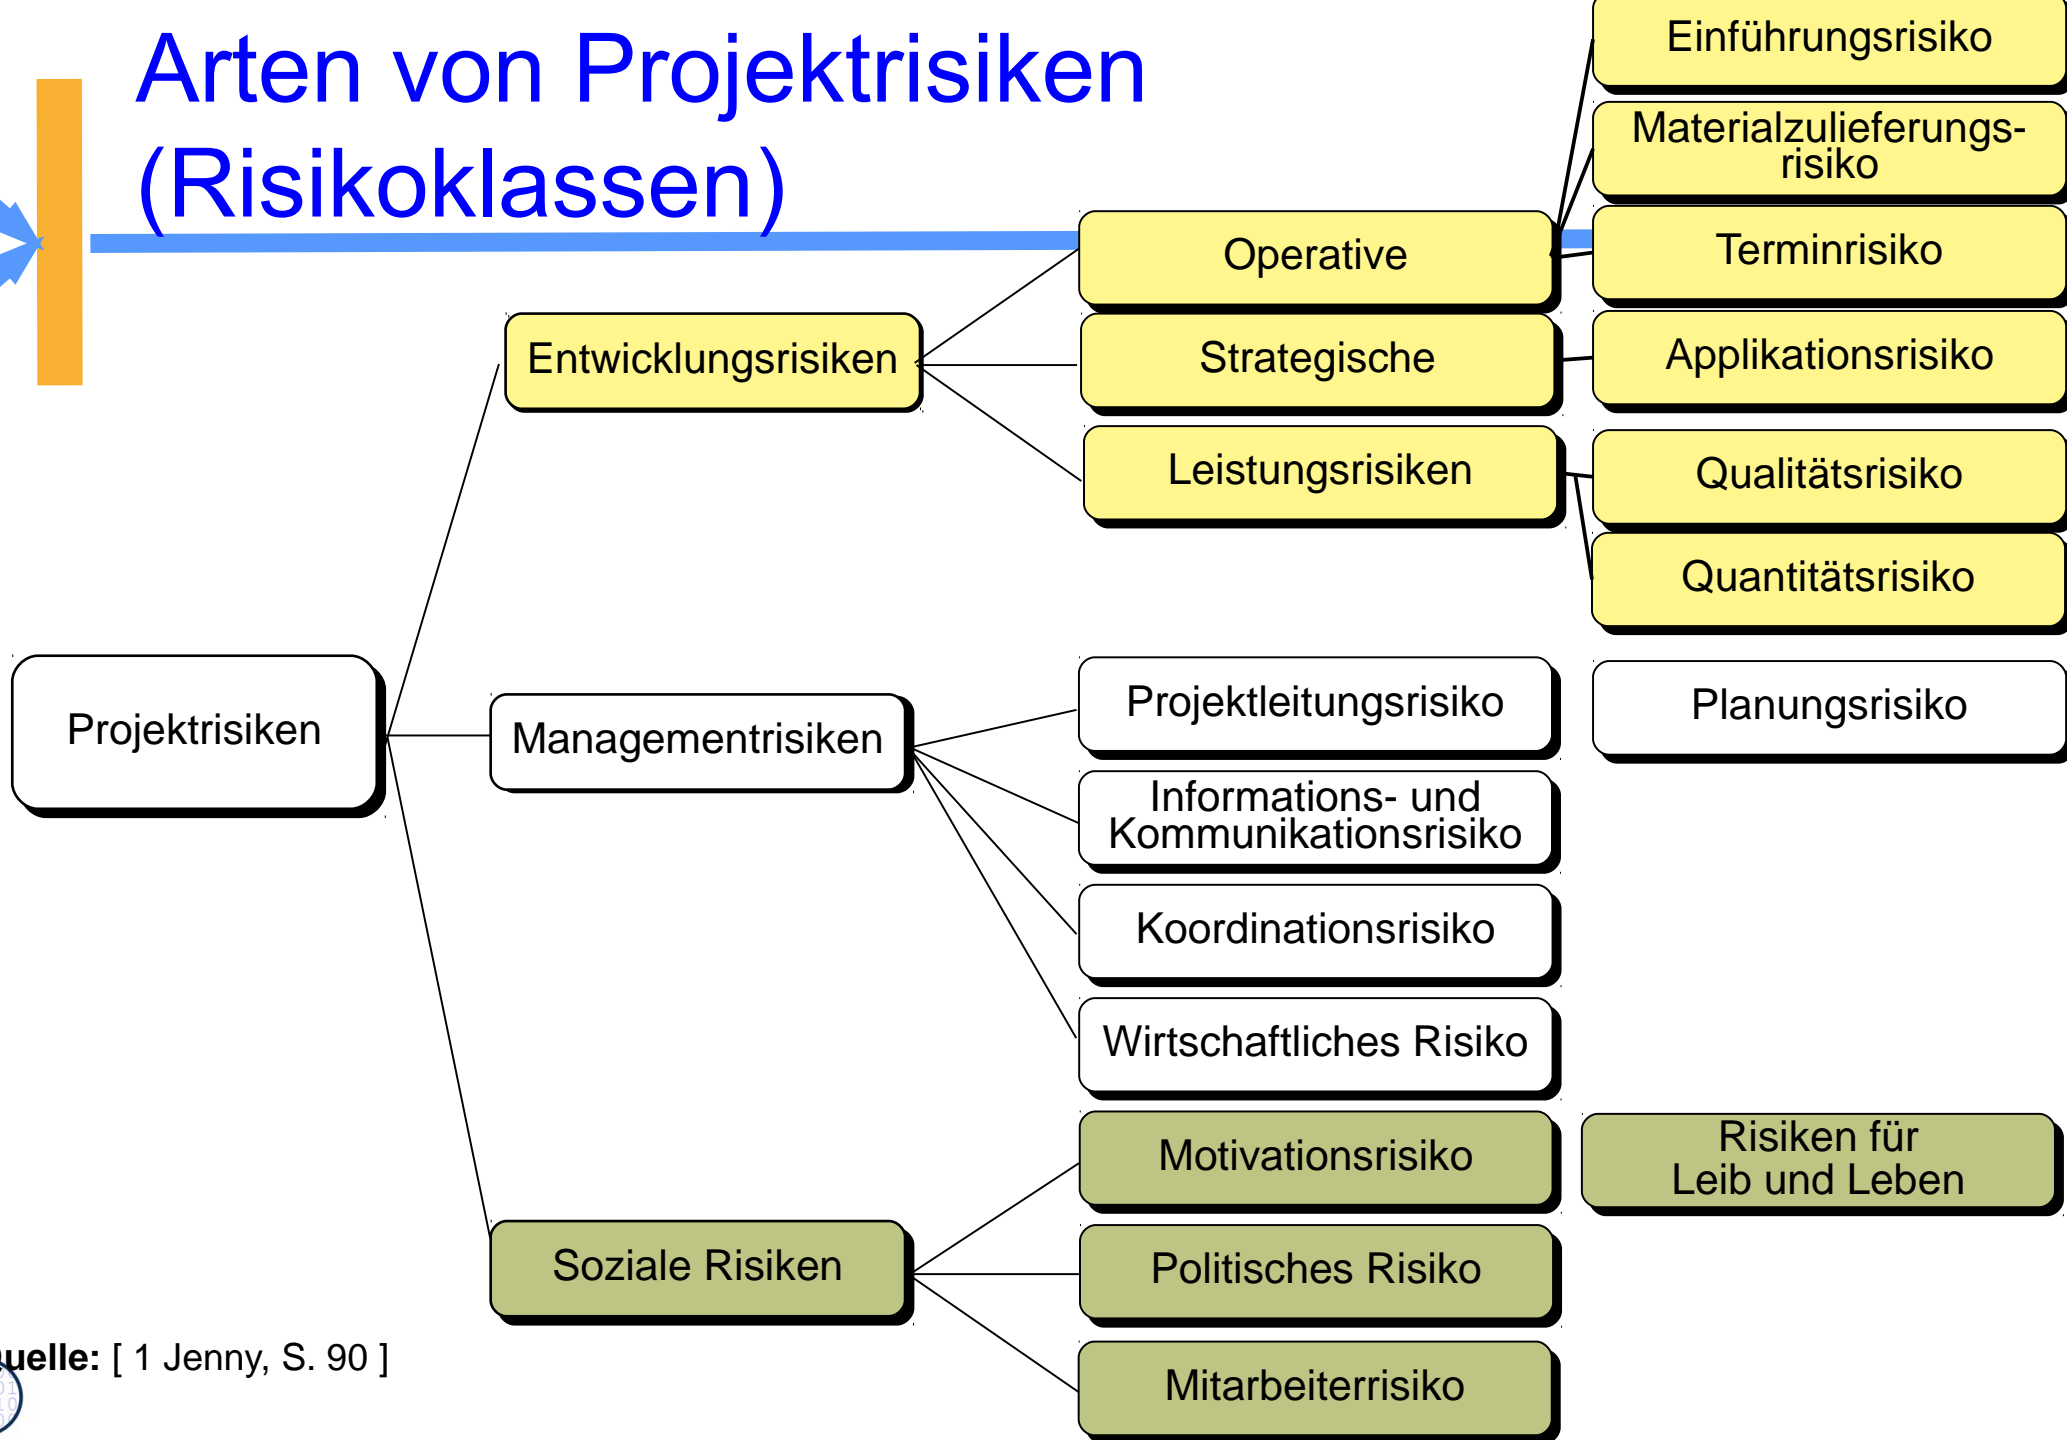 Arten von Projektrisiken
(Risikoklassen)
Einführungsrisiko
Materialzulieferungs-
risiko
Operative
Terminrisiko
Entwicklungsrisiken
Strategische
Applikationsrisiko
Leistungsrisiken
Qualitätsrisiko
Quantitätsrisiko
Projektrisiken
Managementrisiken
Projektleitungsrisiko
Planungsrisiko
Informations- und
Kommunikationsrisiko
Koordinationsrisiko
Wirtschaftliches Risiko
Motivationsrisiko
Risiken für
Leib und Leben
Soziale Risiken
Politisches Risiko
Mitarbeiterrisiko
uelle: [ 1 Jenny, S. 90 ]